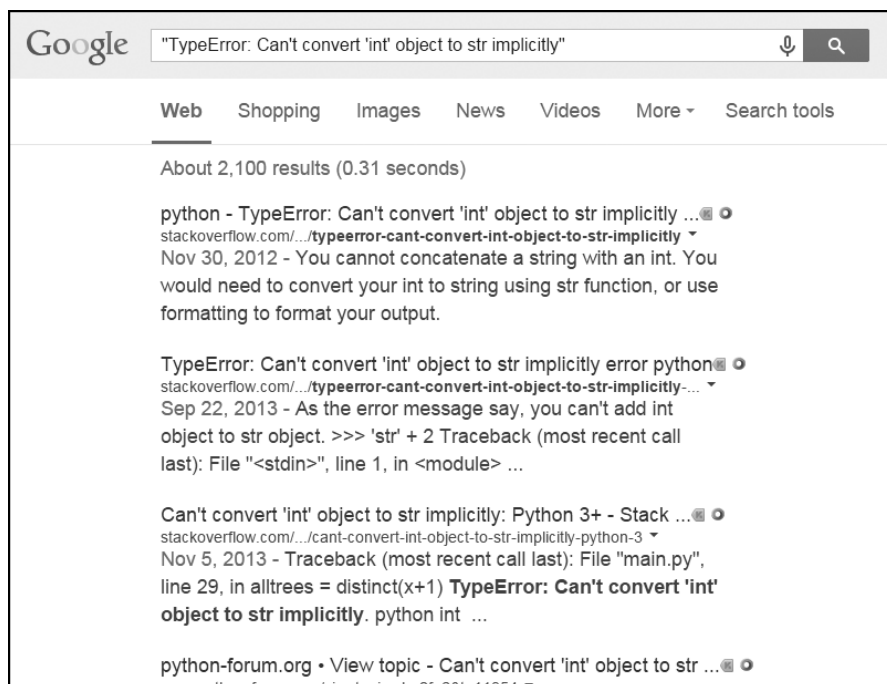 Google "TypeError: Can't convert 'int' object to str implicitly"
Web Shopping Images News Videos More Search tools
About 2,100 results (0.31 seconds)
python - TypeError: Can't convert 'int' object to str implicitly ...
stackoverflow.com/.../typeerror-cant-convert-int-object-to-str-implicitly
Nov 30, 2012 - You cannot concatenate a string with an int. You
would need to convert your int to string using str function, or use
formatting to format your output.
TypeError: Can't convert 'int' object to str implicitly error python
stackoverflow.com/.../typeerror-cant-convert-int-object-to-str-implicitly-...
Sep 22, 2013 - As the error message say, you can't add int
object to str object. >>> 'str' + 2 Traceback (most recent call
last): File "<stdin>", line 1, in <module> ...
Can't convert 'int' object to str implicitly: Python 3+ - Stack ...
stackoverflow.com/.../cant-convert-int-object-to-str-implicitly-python-3
Nov 5, 2013 - Traceback (most recent call last): File "main.py",
line 29, in alltrees = distinct(x+1) TypeError: Can't convert 'int'
object to str implicitly. python int ...
python-forum.org • View topic - Can't convert 'int' object to str ...